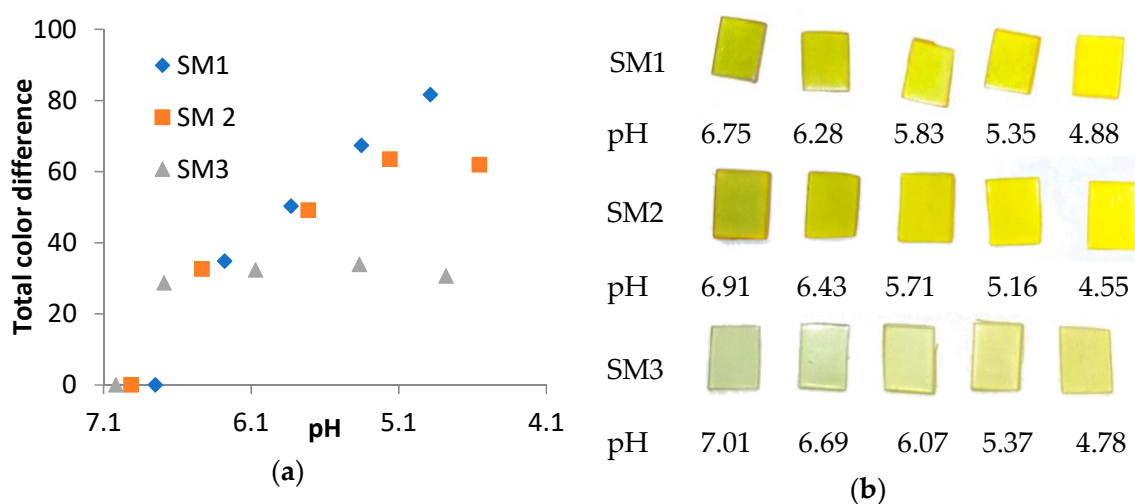 Total color difference
100
80
60
40
20
0
SM1
SM 2
SM3
7.1 6.1 5.1 4.1
pH
(a)
SM1
pH 6.75 6.28 5.83 5.35 4.88
SM2
pH 6.91 6.43 5.71 5.16 4.55
SM3
pH 7.01 6.69 6.07 5.37 4.78
(b)